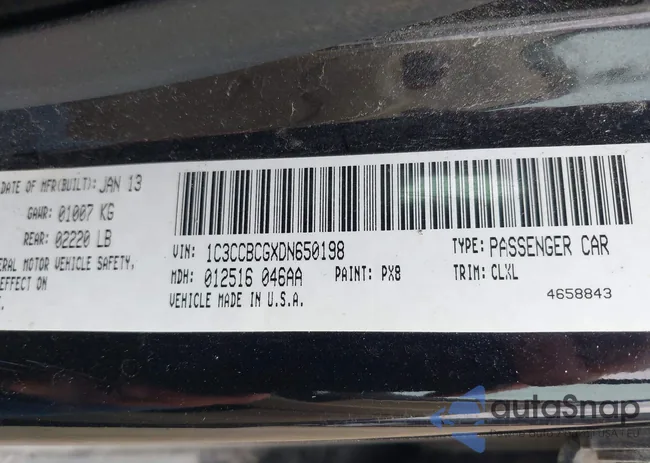 DATE OF MFR(BUILT): JAN 13
GAWR: 01007 KG
REAR: 02220 LB
ERAL MOTOR VEHICLE SAFETY,
EFFECT ON
E.
VIN: 1C3CCBCGXDN650198
TYPE: PASSENGER CAR
MDH: 012516 046AA
PAINT: PX8
TRIM: CLXL
VEHICLE MADE IN U.S.A.
4658843
autoSnap